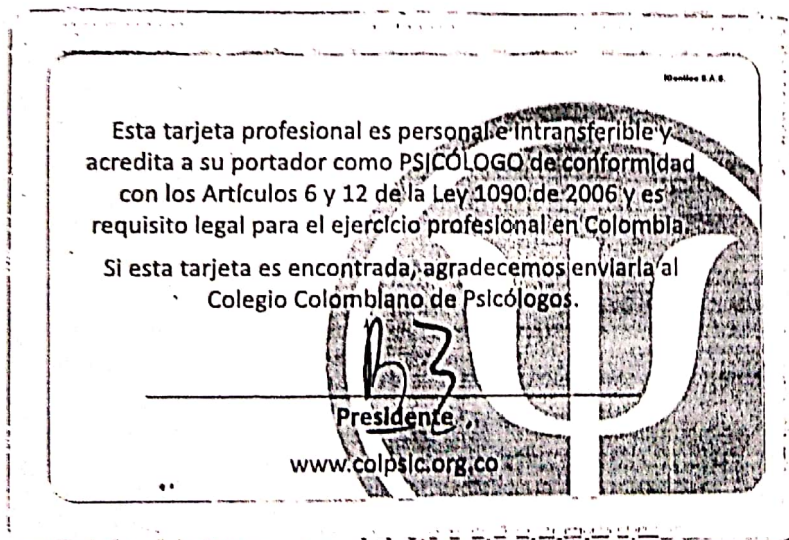 IDentico S.A.S.
Esta tarjeta profesional es personal e intransferible y
acredita a su portador como PSICÓLOGO de conformidad
con los Artículos 6 y 12 de la Ley 1090 de 2006 y es
requisito legal para el ejercicio profesional en Colombia.
Si esta tarjeta es encontrada, agradecemos enviarla al
Colegio Colombiano de Psicólogos.
Presidente
www.colpsic.org.co